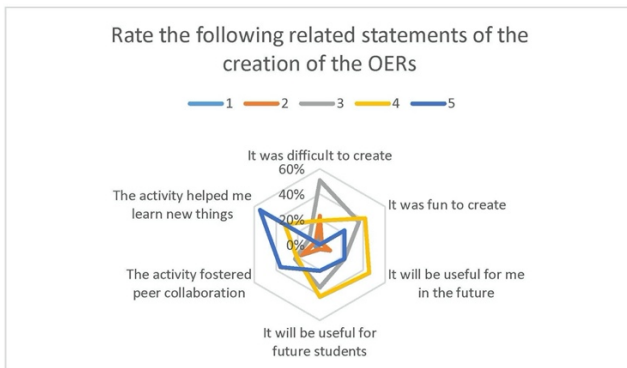 Rate the following related statements of the
creation of the OERs
1 2 3 4 5
It was difficult to create
60%
40%
20%
0%
It was fun to create
It will be useful for me
in the future
It will be useful for
future students
The activity fostered
peer collaboration
The activity helped me
learn new things